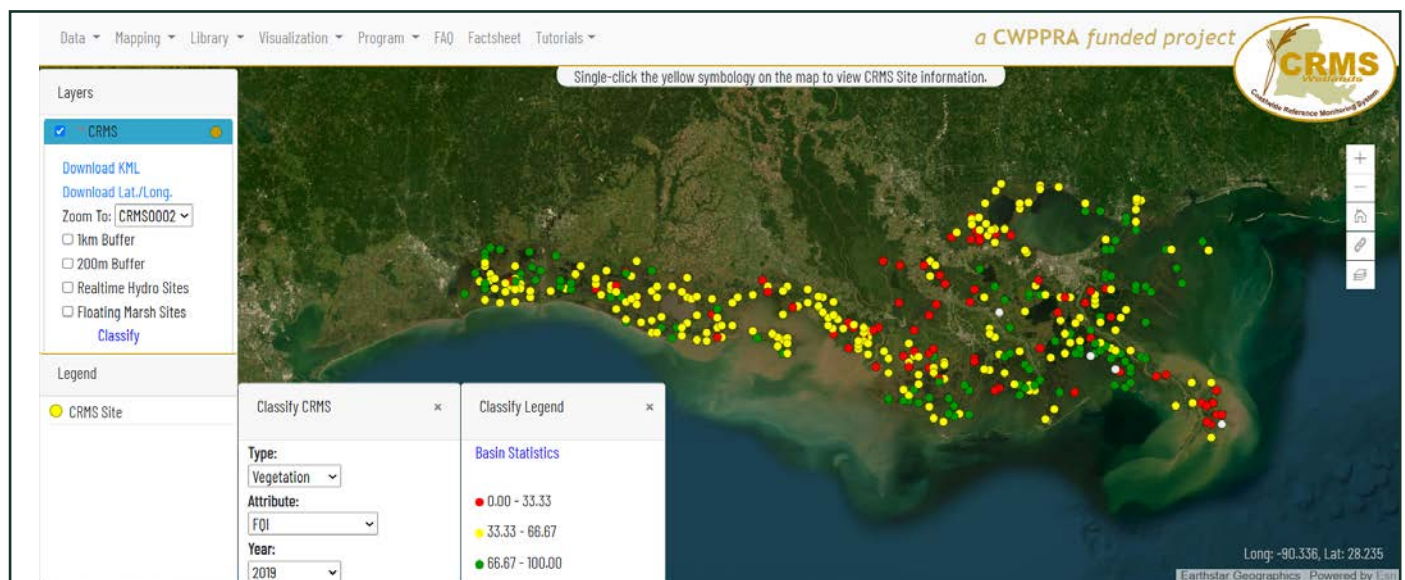 Data Mapping Library Visualization Program FAQ Factsheet Tutorials
a CWPPRA funded project
CRMS
Wetlands
Coastwide Reference Monitoring System
Single-click the yellow symbology on the map to view CRMS Site information.
Layers
* CRMS
Download KML
Download Lat./Long.
Zoom To: CRMS0002
1km Buffer
200m Buffer
Realtime Hydro Sites
Floating Marsh Sites
Classify
Legend
CRMS Site
Classify CRMS ×
Type:
Vegetation
Attribute:
FQI
Year:
2019
Classify Legend ×
Basin Statistics
0.00 - 33.33
33.33 - 66.67
66.67 - 100.00
Long: -90.336, Lat: 28.235
Earthstar Geographics | Powered by Esri